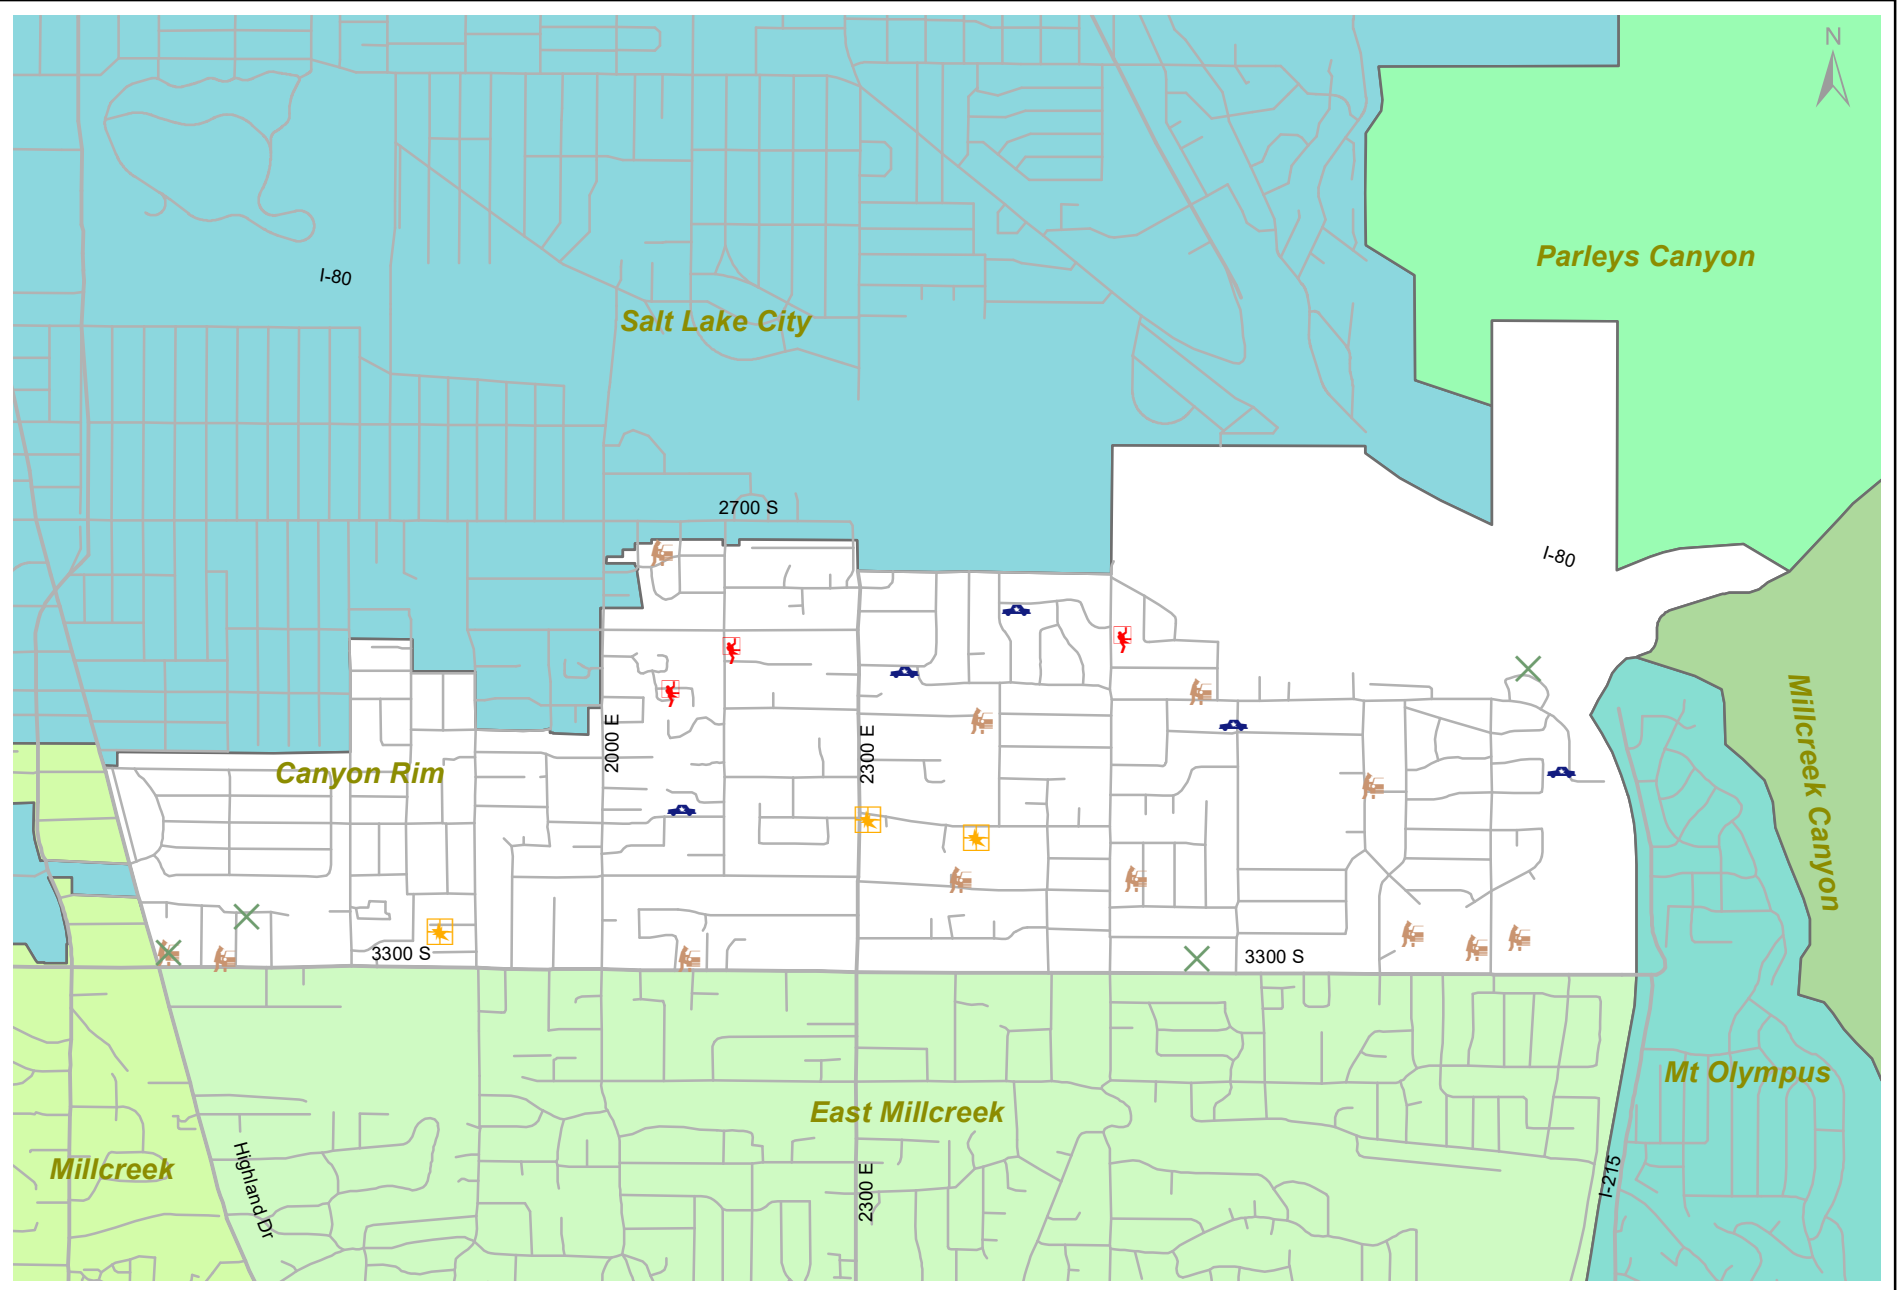 N
Parleys Canyon
I-80
Salt Lake City
2700 S
I-80
2000 E
2300 E
Canyon Rim
Millcreek Canyon
3300 S
3300 S
Mt Olympus
East Millcreek
Millcreek
Highland Dr
2300 E
I-215